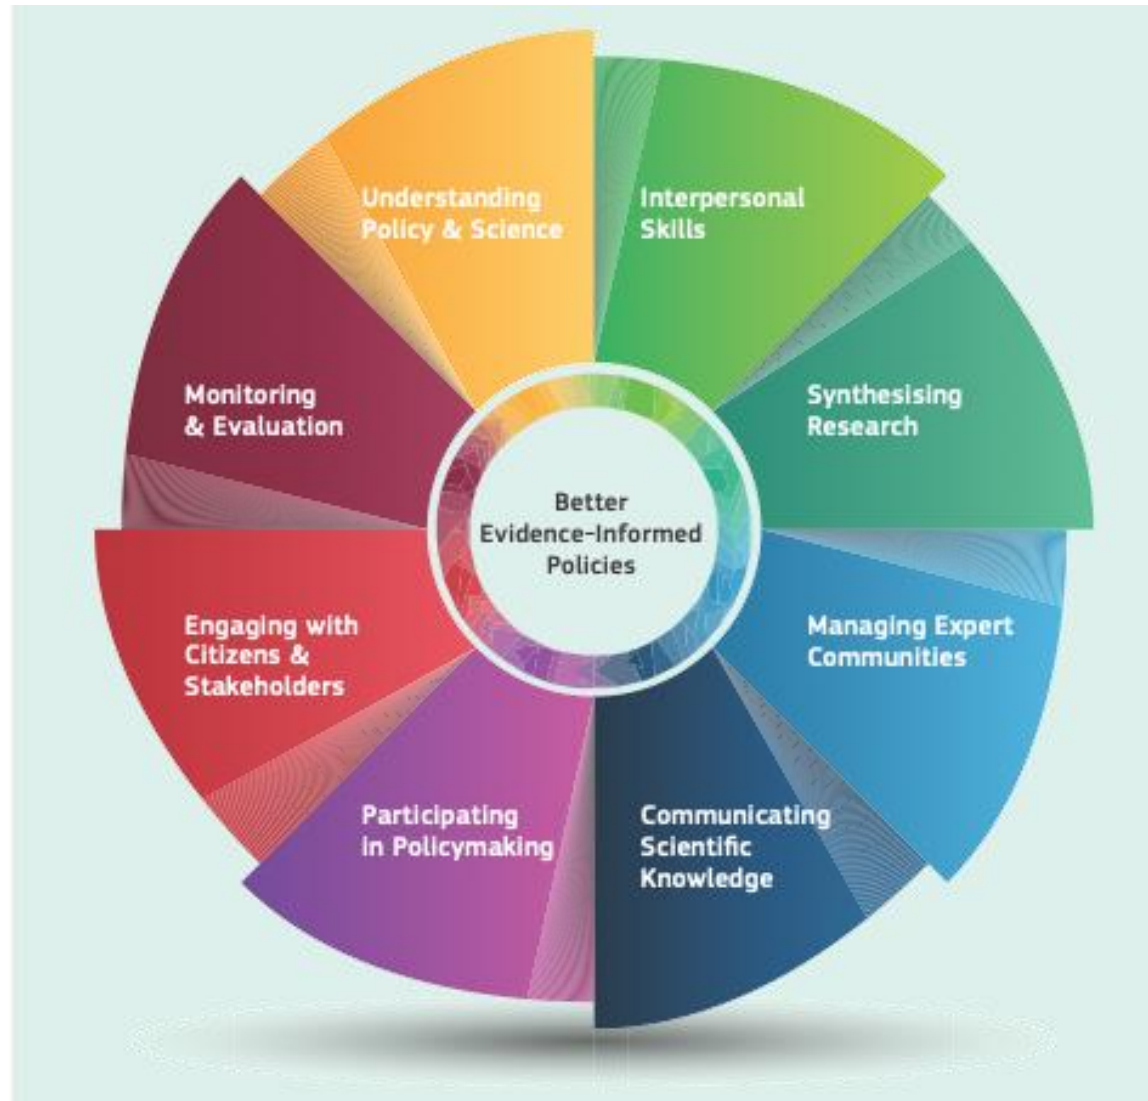 Understanding
Policy & Science
Interpersonal
Skills
Synthesising
Research
Managing Expert
Communities
Communicating
Scientific
Knowledge
Participating
in Policymaking
Engaging with
Citizens &
Stakeholders
Monitoring
& Evaluation
Better
Evidence-Informed
Policies